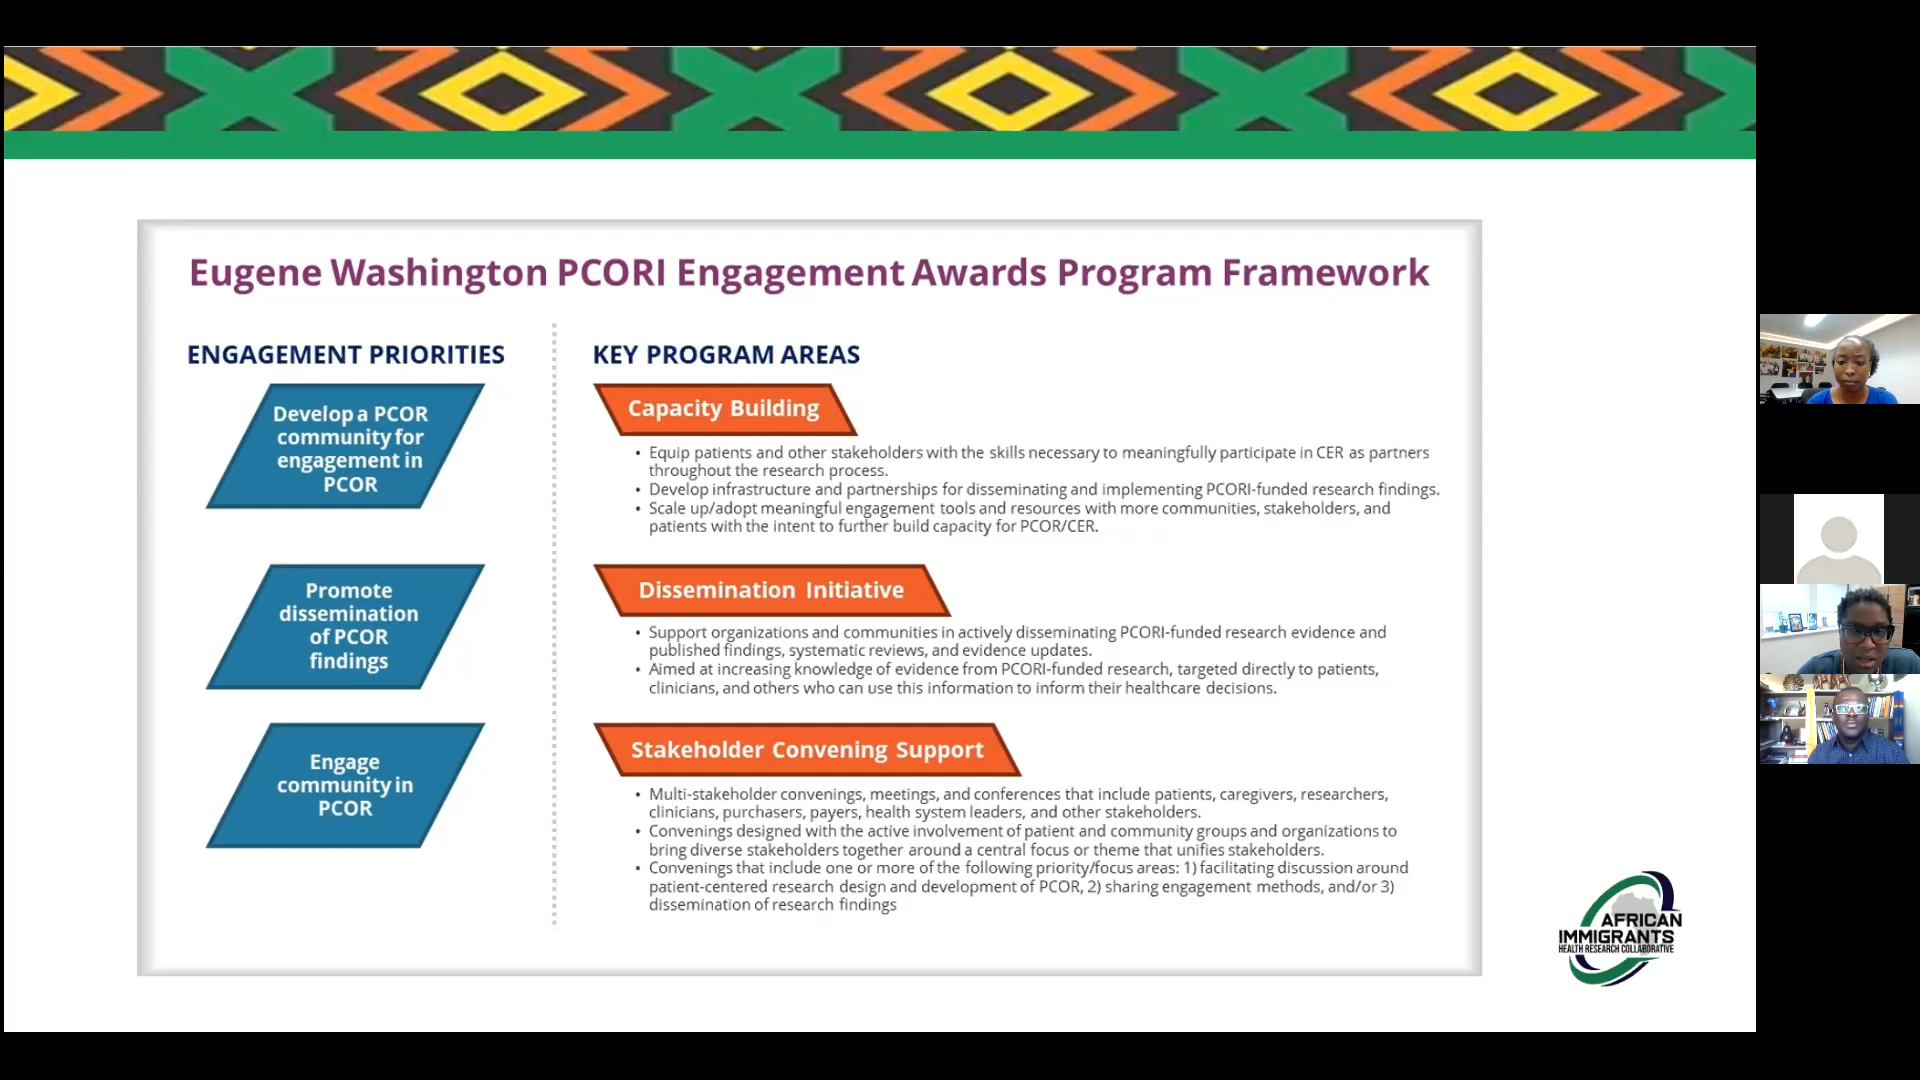 Eugene Washington PCORI Engagement Awards Program Framework
ENGAGEMENT PRIORITIES
Develop a PCOR
community for
engagement in
PCOR
Promote
dissemination
of PCOR
findings
Engage
community in
PCOR
KEY PROGRAM AREAS
Capacity Building
• Equip patients and other stakeholders with the skills necessary to meaningfully participate in CER as partners
throughout the research process.
• Develop infrastructure and partnerships for disseminating and implementing PCORI-funded research findings.
• Scale up/adopt meaningful engagement tools and resources with more communities, stakeholders, and
patients with the intent to further build capacity for PCOR/CER.
Dissemination Initiative
• Support organizations and communities in actively disseminating PCORI-funded research evidence and
published findings, systematic reviews, and evidence updates.
• Aimed at increasing knowledge of evidence from PCORI-funded research, targeted directly to patients,
clinicians, and others who can use this information to inform their healthcare decisions.
Stakeholder Convening Support
• Multi-stakeholder convenings, meetings, and conferences that include patients, caregivers, researchers,
clinicians, purchasers, payers, health system leaders, and other stakeholders.
• Convenings designed with the active involvement of patient and community groups and organizations to
bring diverse stakeholders together around a central focus or theme that unifies stakeholders.
• Convenings that include one or more of the following priority/focus areas: 1) facilitating discussion around
patient-centered research design and development of PCOR, 2) sharing engagement methods, and/or 3)
dissemination of research findings
AFRICAN
IMMIGRANTS
HEALTH RESEARCH COLLABORATIVE